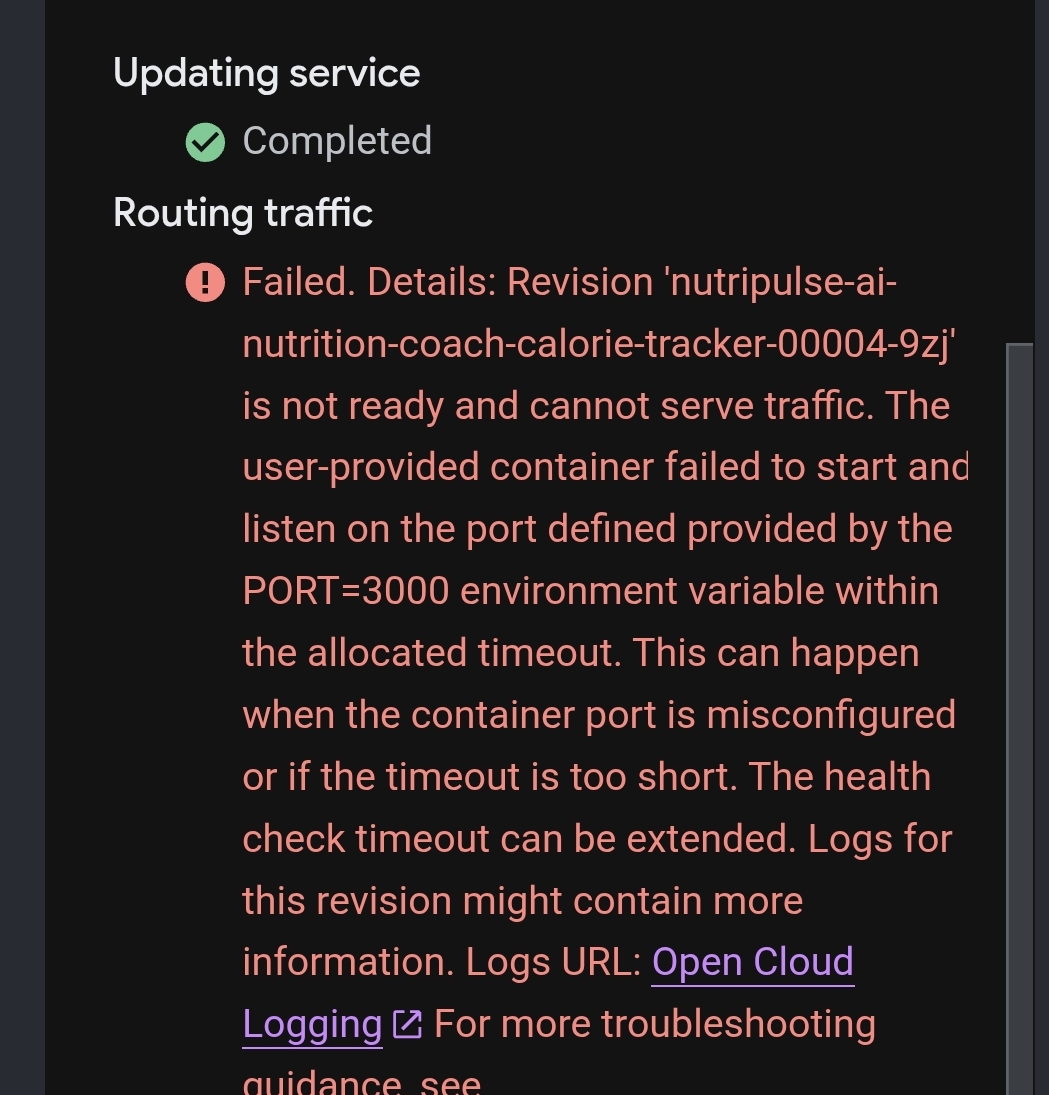 Updating service
Completed
Routing traffic
Failed. Details: Revision 'nutripulse-ai-
nutrition-coach-calorie-tracker-00004-9zj'
is not ready and cannot serve traffic. The
user-provided container failed to start and
listen on the port defined provided by the
PORT=3000 environment variable within
the allocated timeout. This can happen
when the container port is misconfigured
or if the timeout is too short. The health
check timeout can be extended. Logs for
this revision might contain more
information. Logs URL: Open Cloud
Logging For more troubleshooting
guidance, see